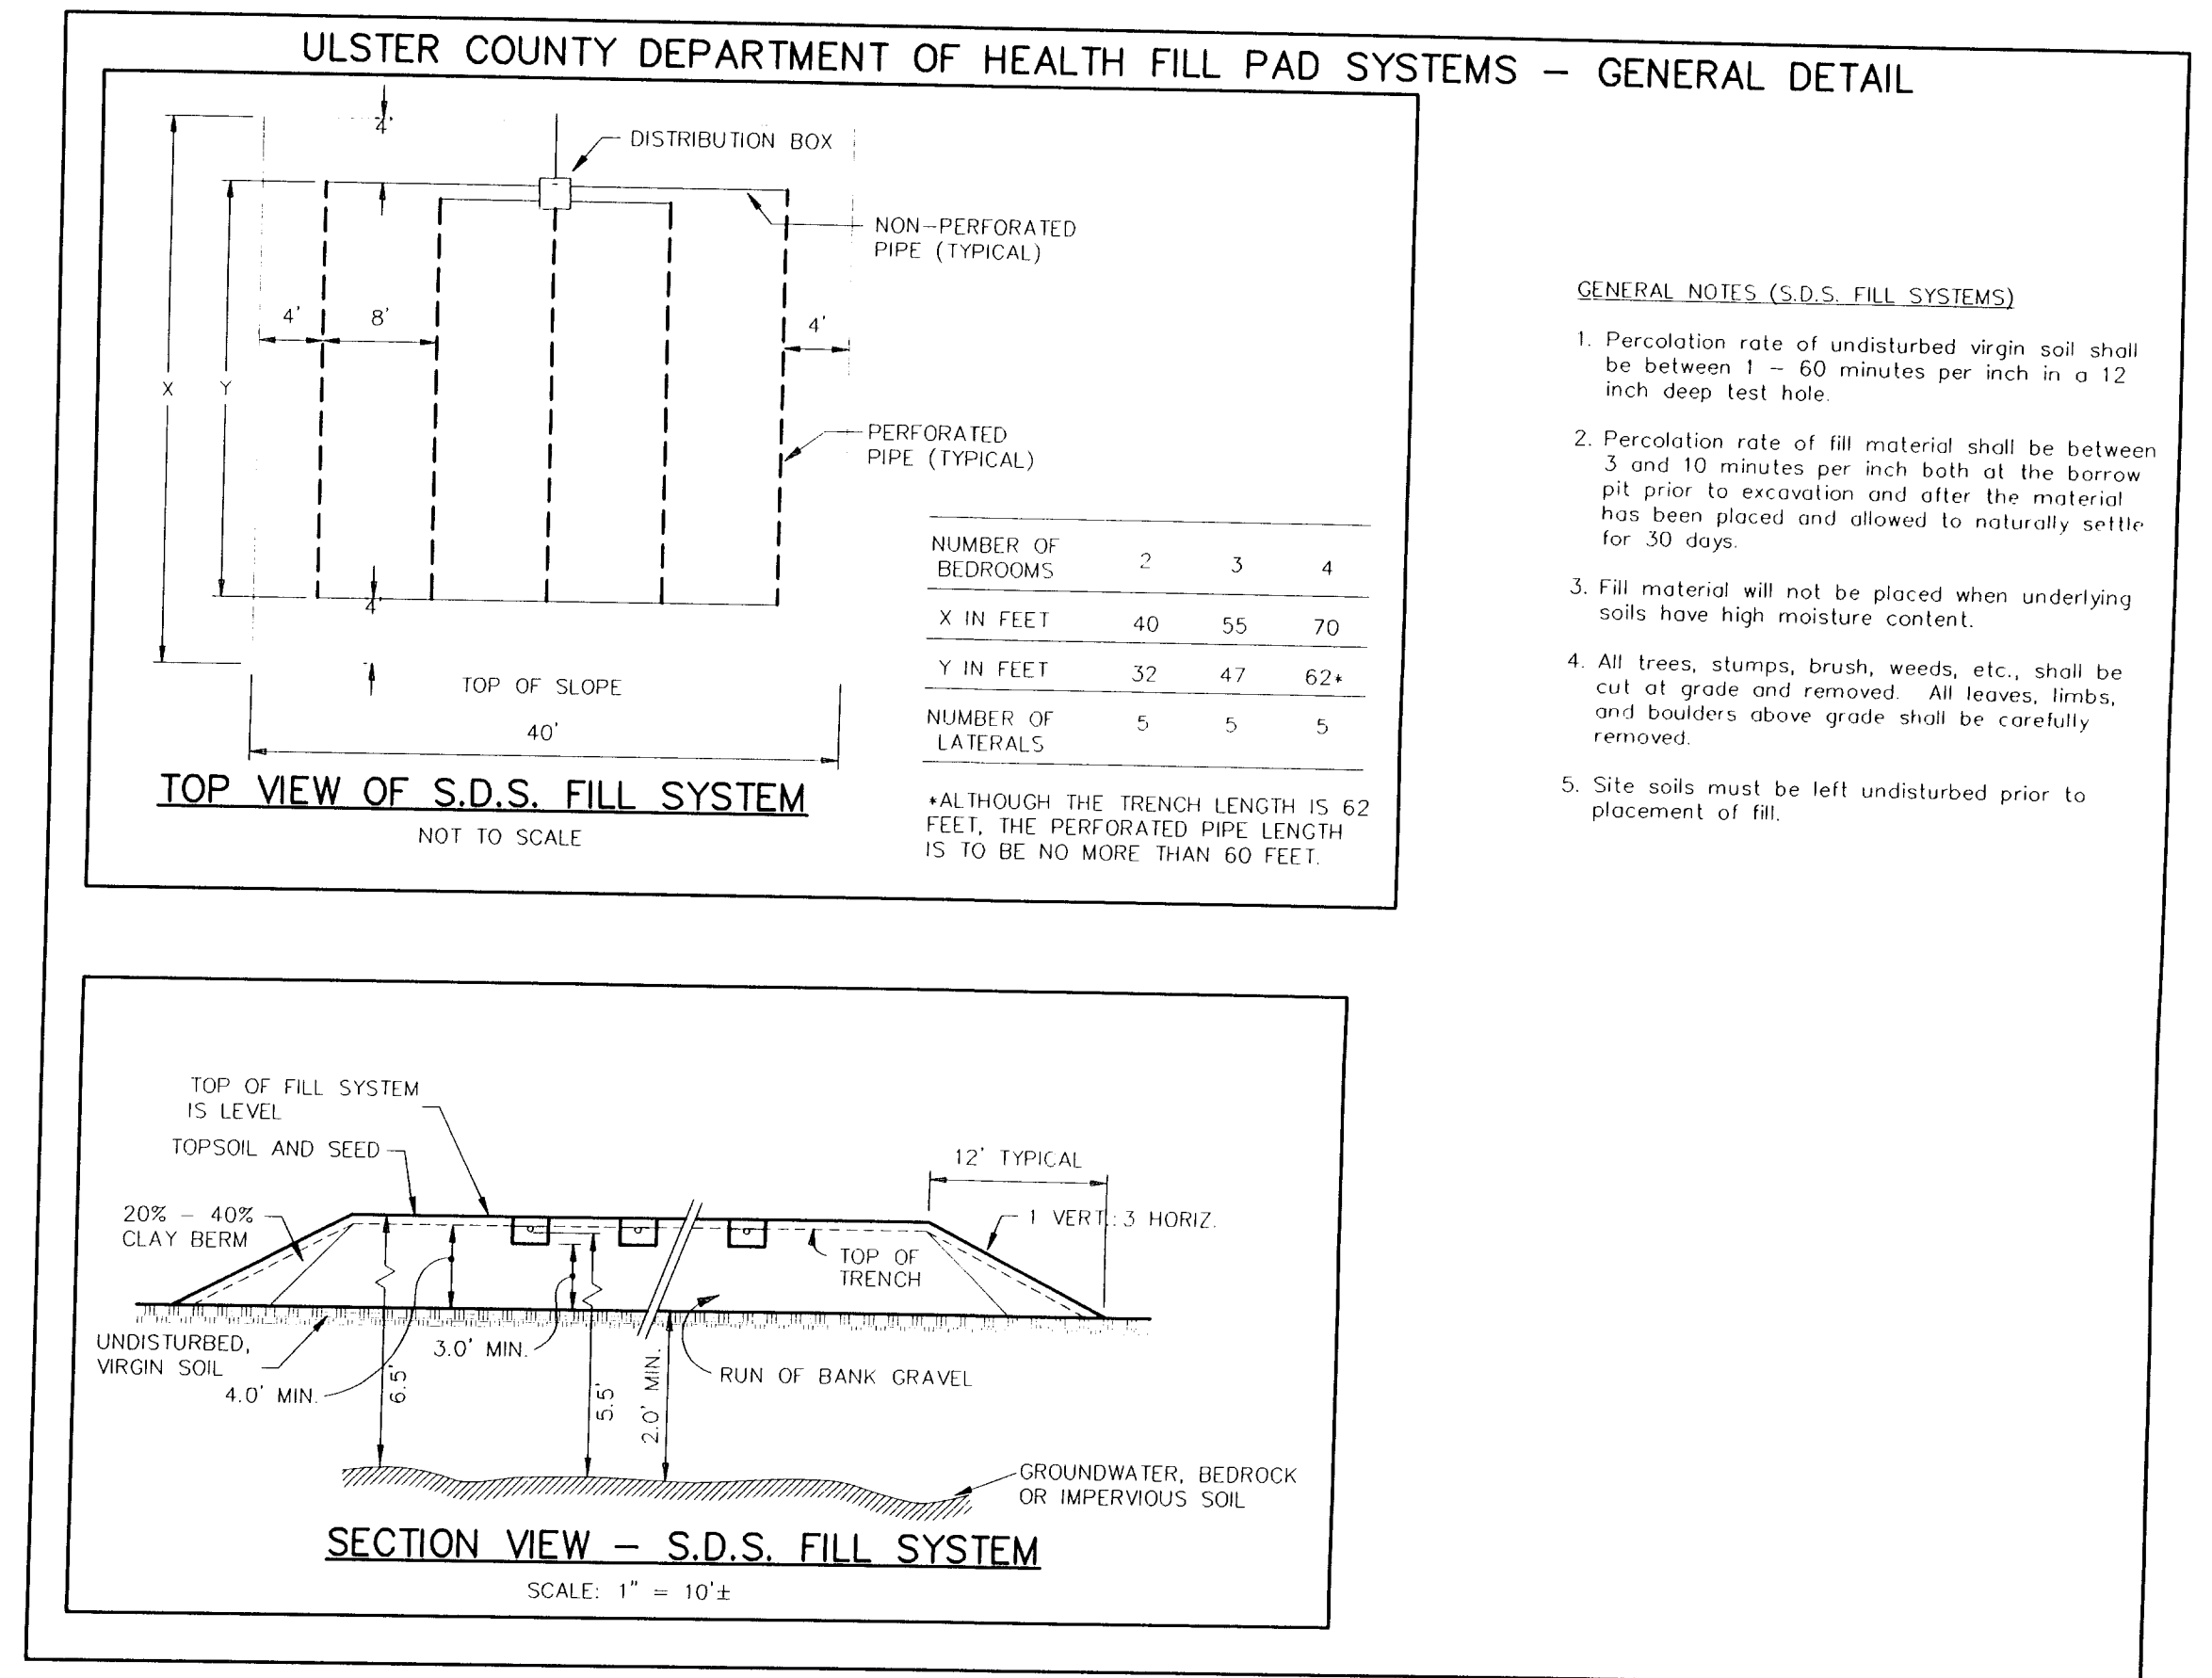 ULSTER COUNTY DEPARTMENT OF HEALTH FILL PAD SYSTEMS – GENERAL DETAIL
4'
DISTRIBUTION BOX
NON-PERFORATED
PIPE (TYPICAL)
4'
8'
4'
X
Y
PERFORATED
PIPE (TYPICAL)
4'
TOP OF SLOPE
40'
TOP VIEW OF S.D.S. FILL SYSTEM
NOT TO SCALE
NUMBER OF
BEDROOMS 2 3 4
X IN FEET 40 55 70
Y IN FEET 32 47 62*
NUMBER OF
LATERALS 5 5 5
*ALTHOUGH THE TRENCH LENGTH IS 62
FEET, THE PERFORATED PIPE LENGTH
IS TO BE NO MORE THAN 60 FEET.
GENERAL NOTES (S.D.S. FILL SYSTEMS)
1. Percolation rate of undisturbed virgin soil shall
be between 1 – 60 minutes per inch in a 12
inch deep test hole.
2. Percolation rate of fill material shall be between
3 and 10 minutes per inch both at the borrow
pit prior to excavation and after the material
has been placed and allowed to naturally settle
for 30 days.
3. Fill material will not be placed when underlying
soils have high moisture content.
4. All trees, stumps, brush, weeds, etc., shall be
cut at grade and removed. All leaves, limbs,
and boulders above grade shall be carefully
removed.
5. Site soils must be left undisturbed prior to
placement of fill.
TOP OF FILL SYSTEM
IS LEVEL
TOPSOIL AND SEED
20% – 40%
CLAY BERM
12' TYPICAL
1 VERT.: 3 HORIZ.
TOP OF
TRENCH
UNDISTURBED,
VIRGIN SOIL
4.0' MIN.
3.0' MIN.
6.5'
5.5'
2.0' MIN.
RUN OF BANK GRAVEL
GROUNDWATER, BEDROCK
OR IMPERVIOUS SOIL
SECTION VIEW – S.D.S. FILL SYSTEM
SCALE: 1" = 10'±